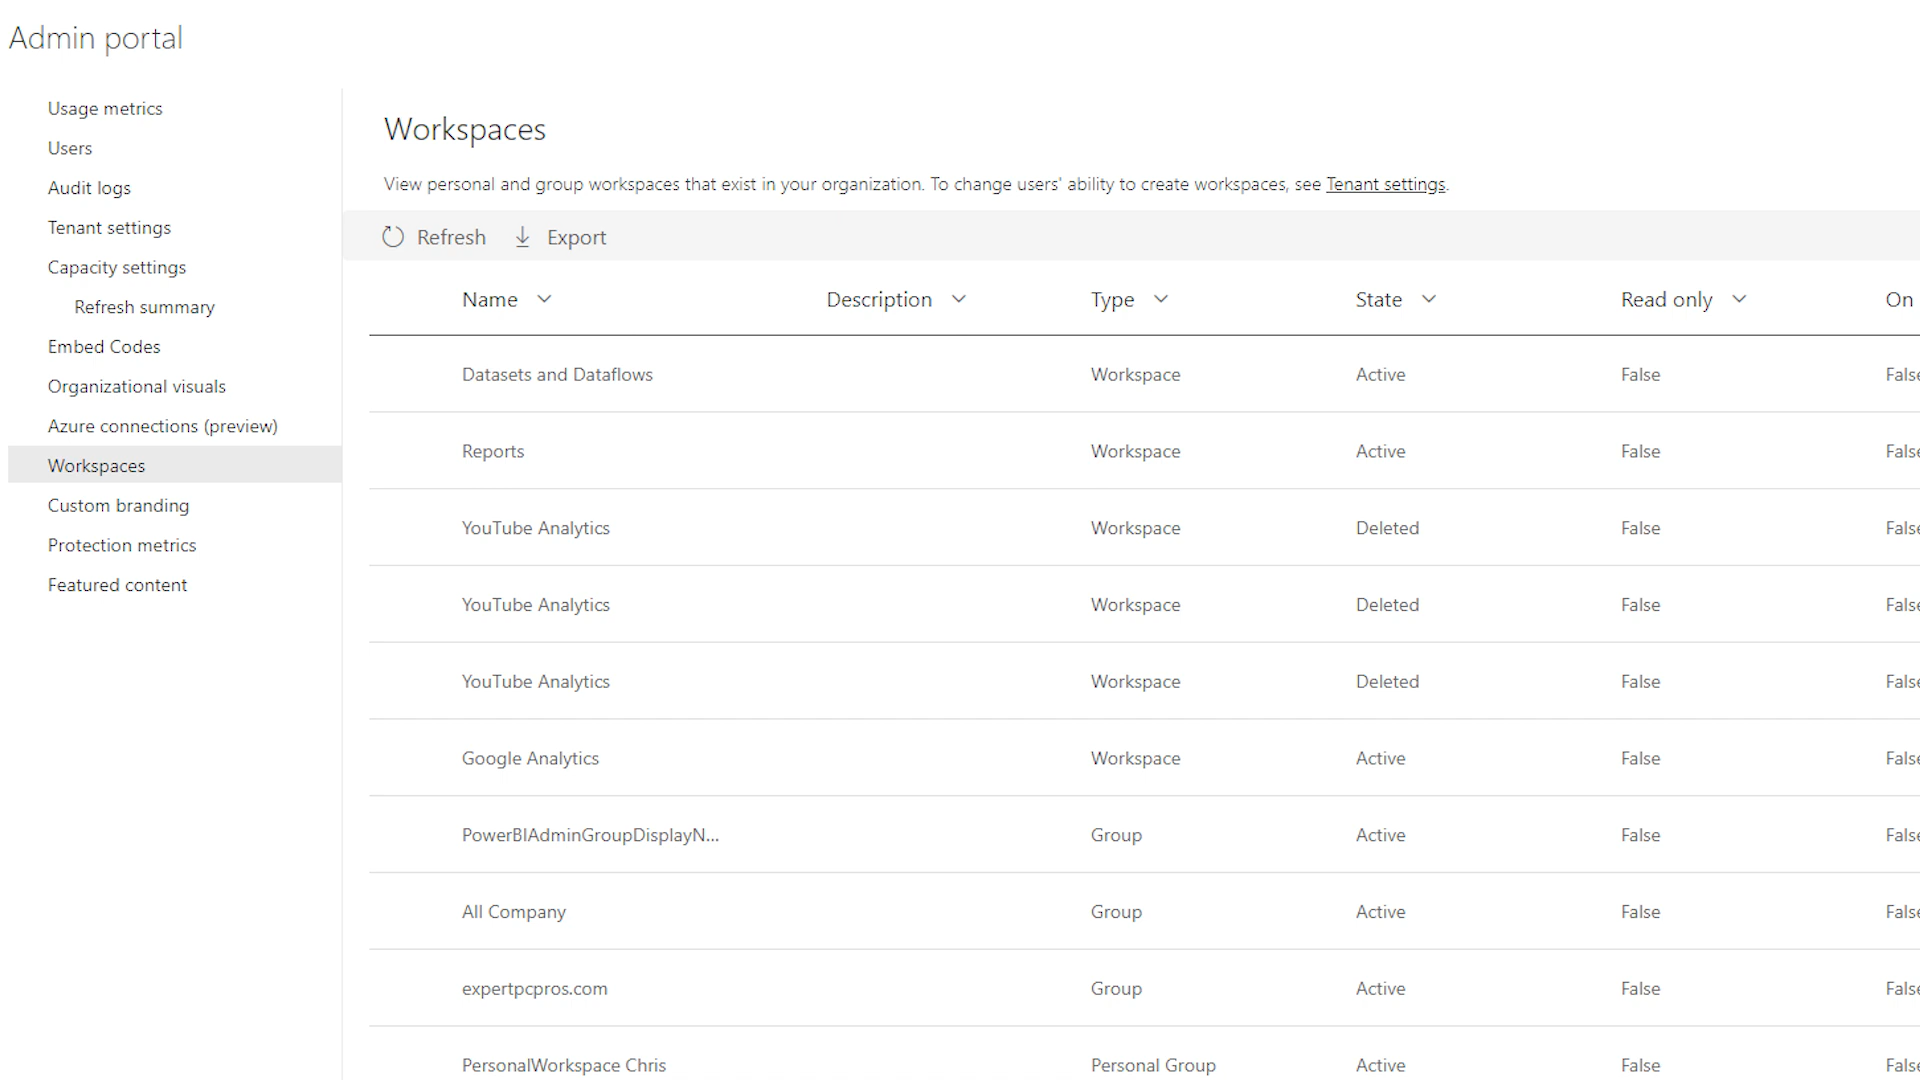 Admin portal
Usage metrics
Users
Audit logs
Tenant settings
Capacity settings
Refresh summary
Embed Codes
Organizational visuals
Azure connections (preview)
Workspaces
Custom branding
Protection metrics
Featured content
Workspaces
View personal and group workspaces that exist in your organization. To change users' ability to create workspaces, see Tenant settings.
Refresh Export
Name Description Type State Read only On
Datasets and Dataflows Workspace Active False False
Reports Workspace Active False False
YouTube Analytics Workspace Deleted False False
YouTube Analytics Workspace Deleted False False
YouTube Analytics Workspace Deleted False False
Google Analytics Workspace Active False False
PowerBIAdminGroupDisplayN... Group Active False False
All Company Group Active False False
expertpcpros.com Group Active False False
PersonalWorkspace Chris Personal Group Active False False